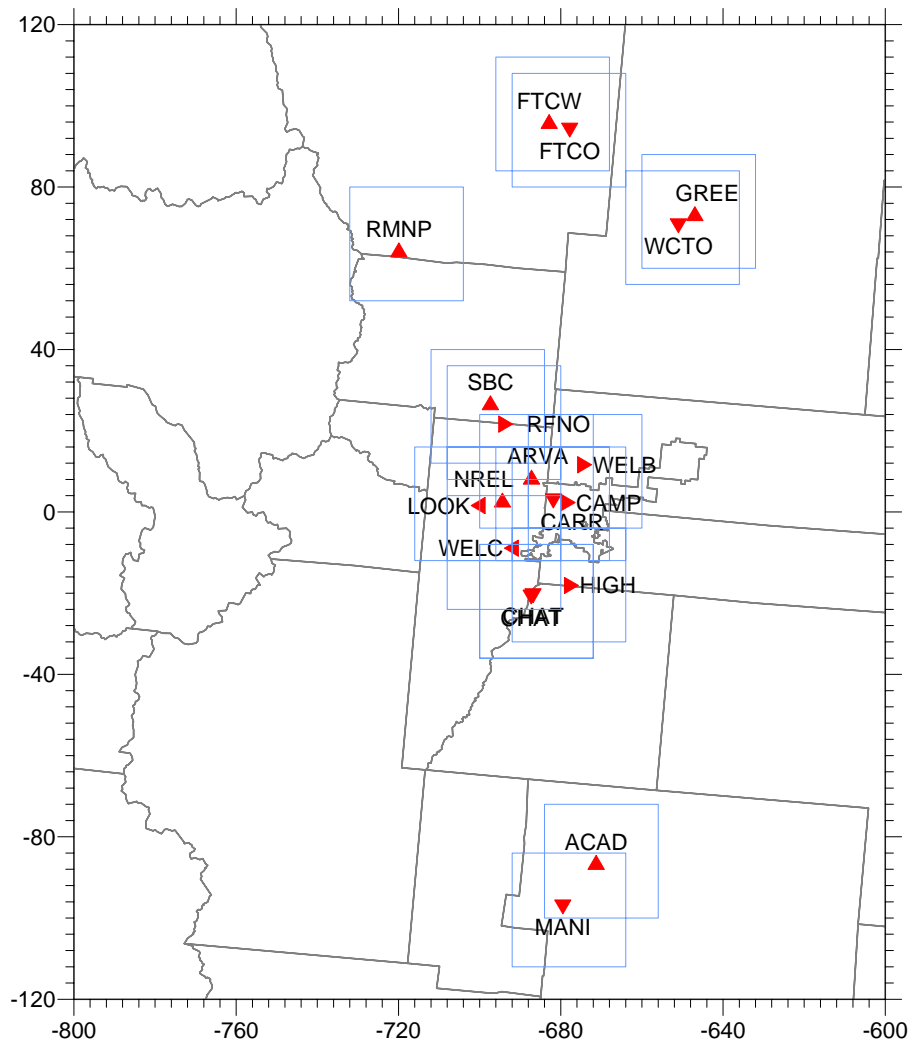 120
FTCW
FTCO
80
GREE
RMNP
WCTO
40
SBC
RFNO
ARVA
WELB
NREL
0
LOOK
CAMP
CARR
WELC
HIGH
CHAT
-40
-80
ACAD
MANI
-120
-800 -760 -720 -680 -640 -600